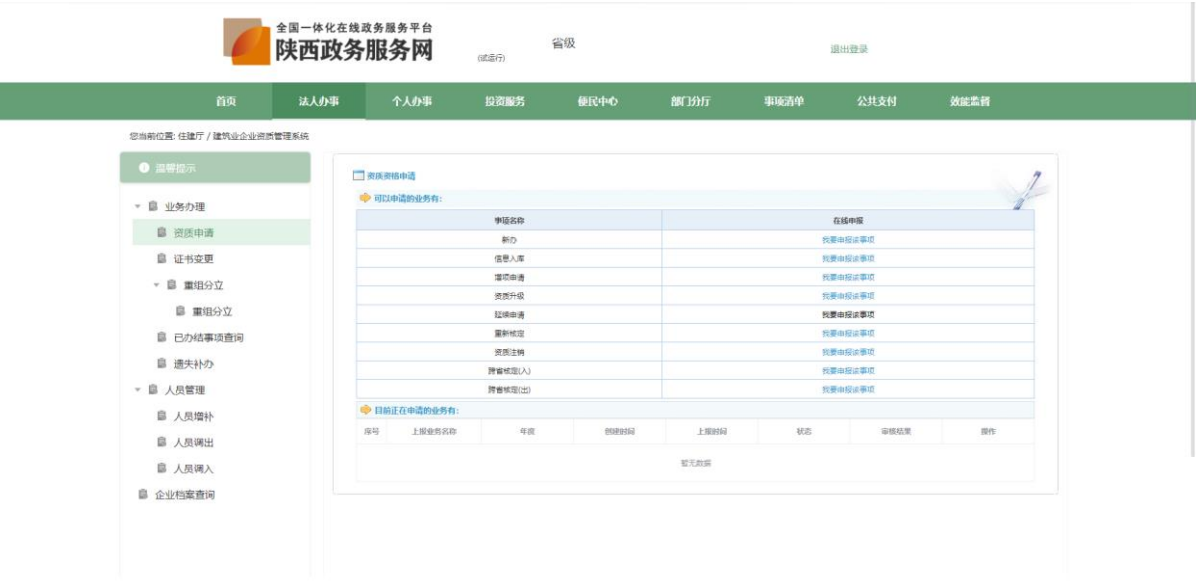 全国一体化在线政务服务平台
陕西政务服务网
(试运行)
省级
退出登录
首页 法人办事 个人办事 投资服务 便民中心 部门分厅 事项清单 公共支付 效能监督
您当前位置: 住建厅 / 建筑业企业资质管理系统
温馨提示
业务办理
资质申请
证书变更
重组分立
重组分立
已办结事项查询
遗失补办
人员管理
人员增补
人员调出
人员调入
企业档案查询
资质资格申请
可以申请的业务有:
事项名称 在线申报
新办 我要申报该事项
信息入库 我要申报该事项
增项申请 我要申报该事项
资质升级 我要申报该事项
延续申请 我要申报该事项
重新核定 我要申报该事项
资质注销 我要申报该事项
跨省核定(入) 我要申报该事项
跨省核定(出) 我要申报该事项
目前正在申请的业务有:
序号 上报业务名称 年度 创建时间 上报时间 状态 审核结果 操作
暂无数据